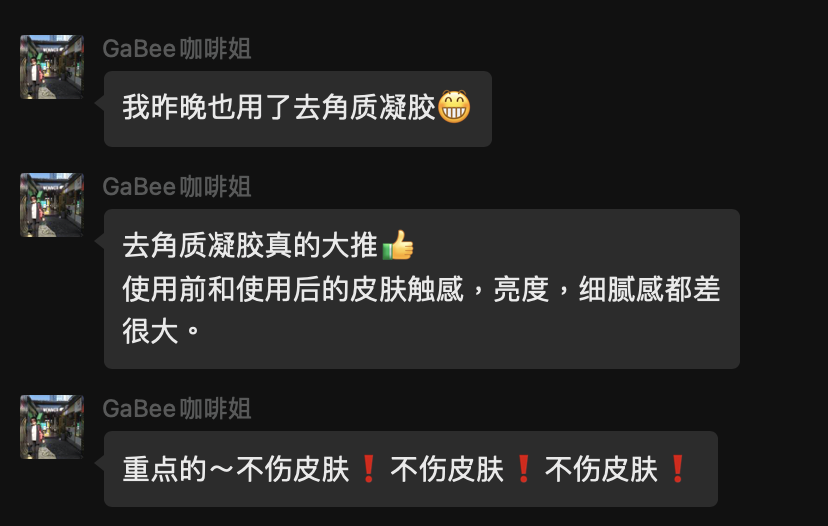 GaBee咖啡姐
我昨晚也用了去角质凝胶😁
GaBee咖啡姐
去角质凝胶真的大推👍
使用前和使用后的皮肤触感，亮度，细腻感都差
很大。
GaBee咖啡姐
重点的～不伤皮肤❗不伤皮肤❗不伤皮肤❗